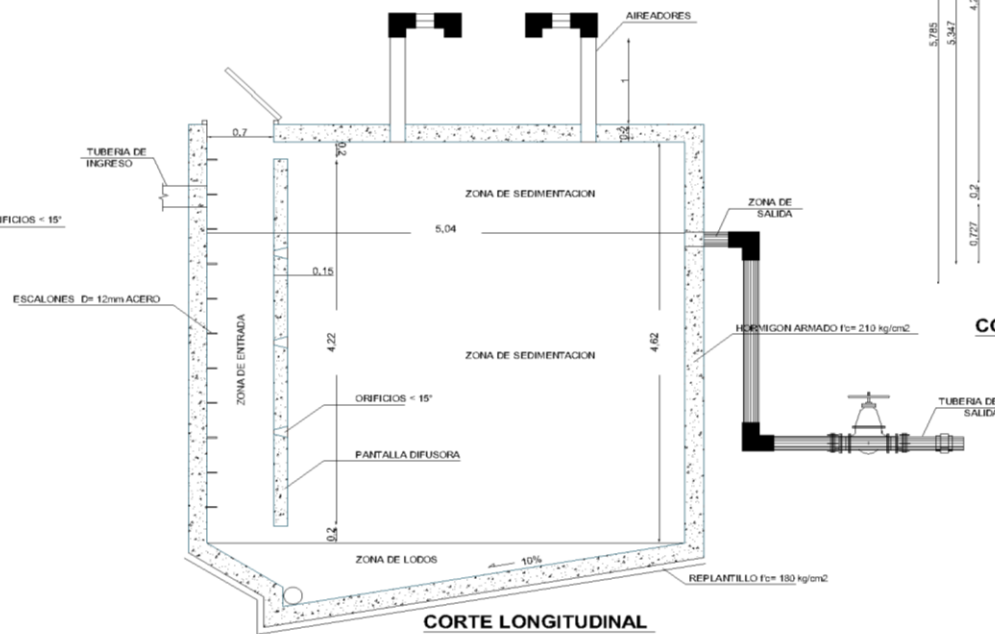 AIREADORES
1
0.2
0.7
0.2
TUBERIA DE
INGRESO
ZONA DE SEDIMENTACION
ZONA DE
SALIDA
IFICIOS < 15°
5,04
0,15
ESCALONES D= 12mm ACERO
ZONA DE ENTRADA
4,22
4,62
HORMIGON ARMADO f'c= 210 kg/cm2
ZONA DE SEDIMENTACION
ORIFICIOS < 15°
PANTALLA DIFUSORA
0.2
ZONA DE LODOS
10%
REPLANTILLO f'c= 180 kg/cm2
CORTE LONGITUDINAL
5,785
5,347
0,2
0,727
CO
TUBERIA DE
SALIDA